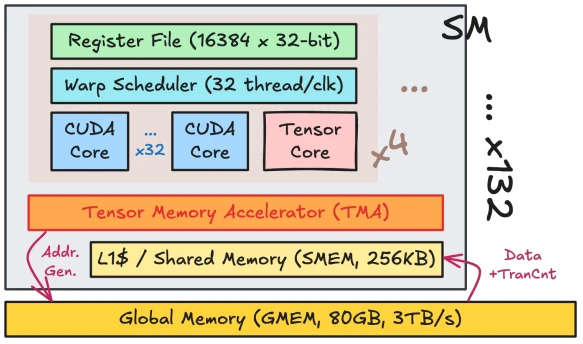 SM
Register File (16384 x 32-bit)
Warp Scheduler (32 thread/clk)
...
CUDA
Core
...
x32
CUDA
Core
Tensor
Core
x4
... x132
Tensor Memory Accelerator (TMA)
Addr.
Gen.
L1$ / Shared Memory (SMEM, 256KB)
Data
+TranCnt
Global Memory (GMEM, 80GB, 3TB/s)